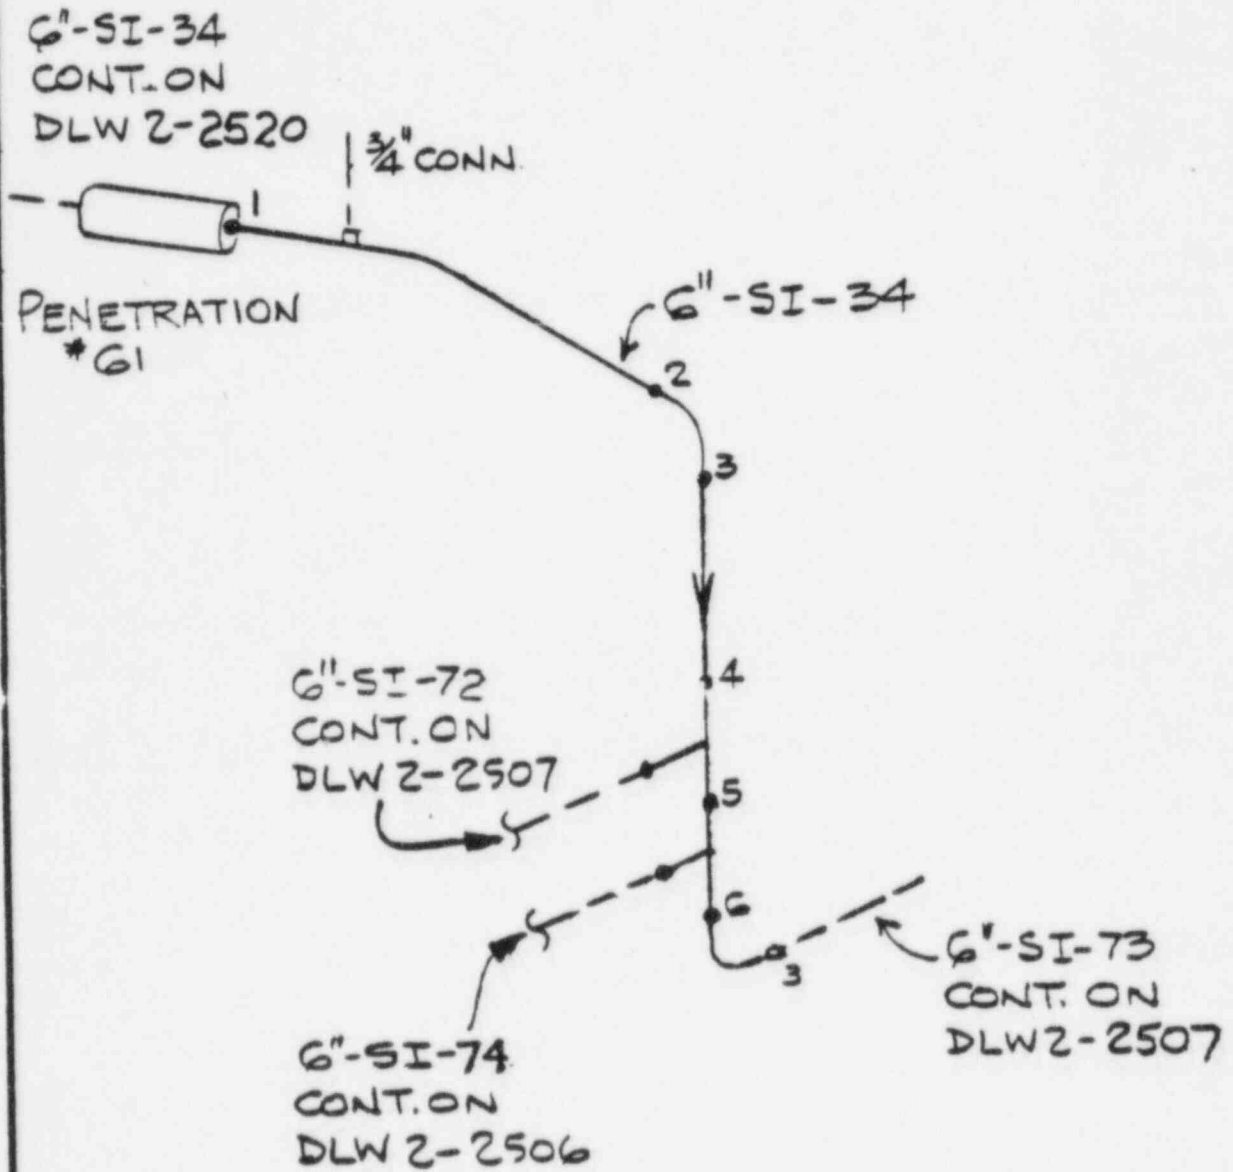 6"-SI-34
CONT. ON
DLW 2-2520
3/4" CONN.
1
PENETRATION
#61
6"-SI-34
2
3
4
6"-SI-72
CONT. ON
DLW 2-2507
5
6
3
6"-SI-73
CONT. ON
DLW2-2507
6"-SI-74
CONT. ON
DLW 2-2506